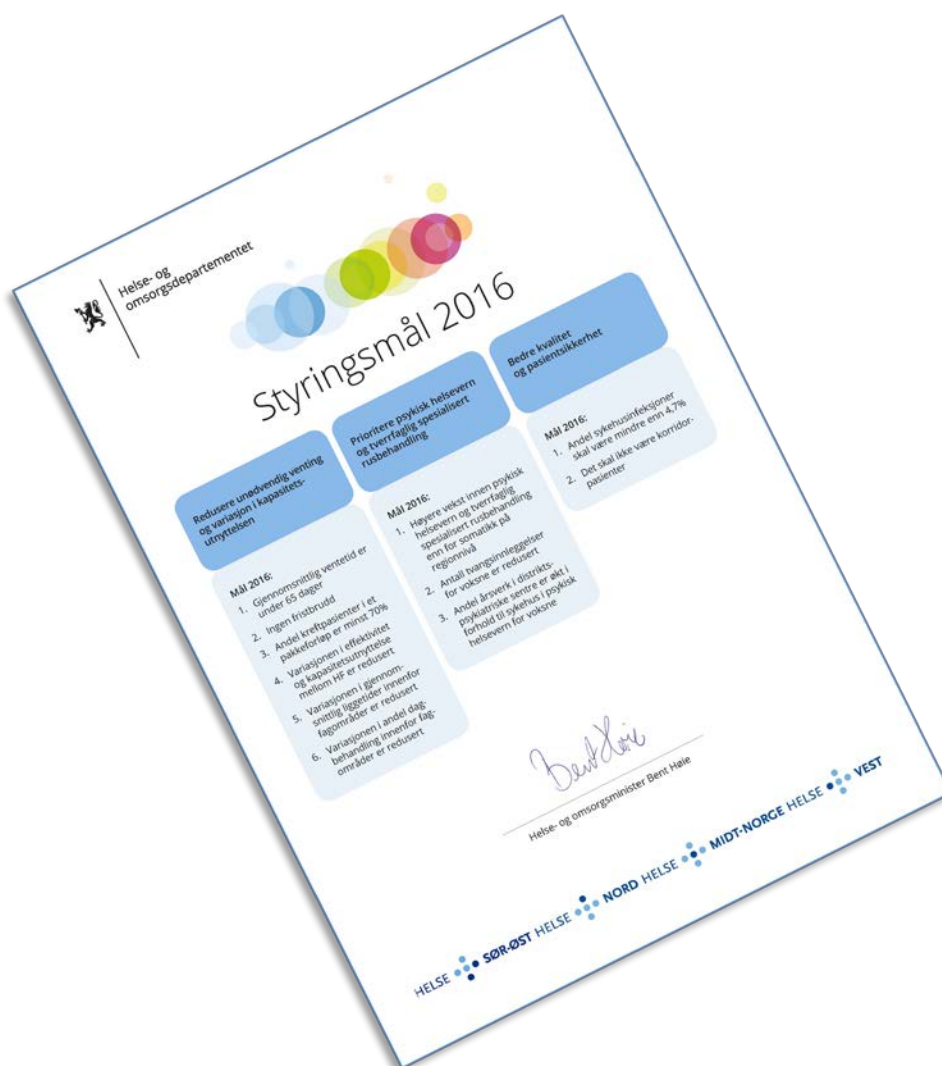 Helse- og
omsorgsdepartementet
Styringsmål 2016
Redusere unødvendig venting
og variasjon i kapasitets-
utnyttelsen
Mål 2016:
1. Gjennomsnittlig ventetid er
under 65 dager
2. Ingen fristbrudd
3. Andel kreftpasienter i et
pakkeforløp er minst 70%
4. Variasjonen i effektivitet
og kapasitetsutnyttelse
mellom HF er redusert
5. Variasjonen i gjennom-
snittlig liggetider innenfor
fagområder er redusert
6. Variasjonen i andel dag-
behandling innenfor fag-
områder er redusert
Prioritere psykisk helsevern
og tverrfaglig spesialisert
rusbehandling
Mål 2016:
1. Høyere vekst innen psykisk
helsevern og tverrfaglig
spesialisert rusbehandling
enn for somatikk på
regionnivå
2. Antall tvangsinnleggelser
for voksne er redusert
3. Andel årsverk i distrikts-
psykiatriske sentre er økt i
forhold til sykehus i psykisk
helsevern for voksne
Bedre kvalitet
og pasientsikkerhet
Mål 2016:
1. Andel sykehusinfeksjoner
skal være mindre enn 4,7%
2. Det skal ikke være korridor-
pasienter
Bent Høie
Helse- og omsorgsminister Bent Høie
HELSE SØR-ØST HELSE NORD HELSE MIDT-NORGE HELSE VEST